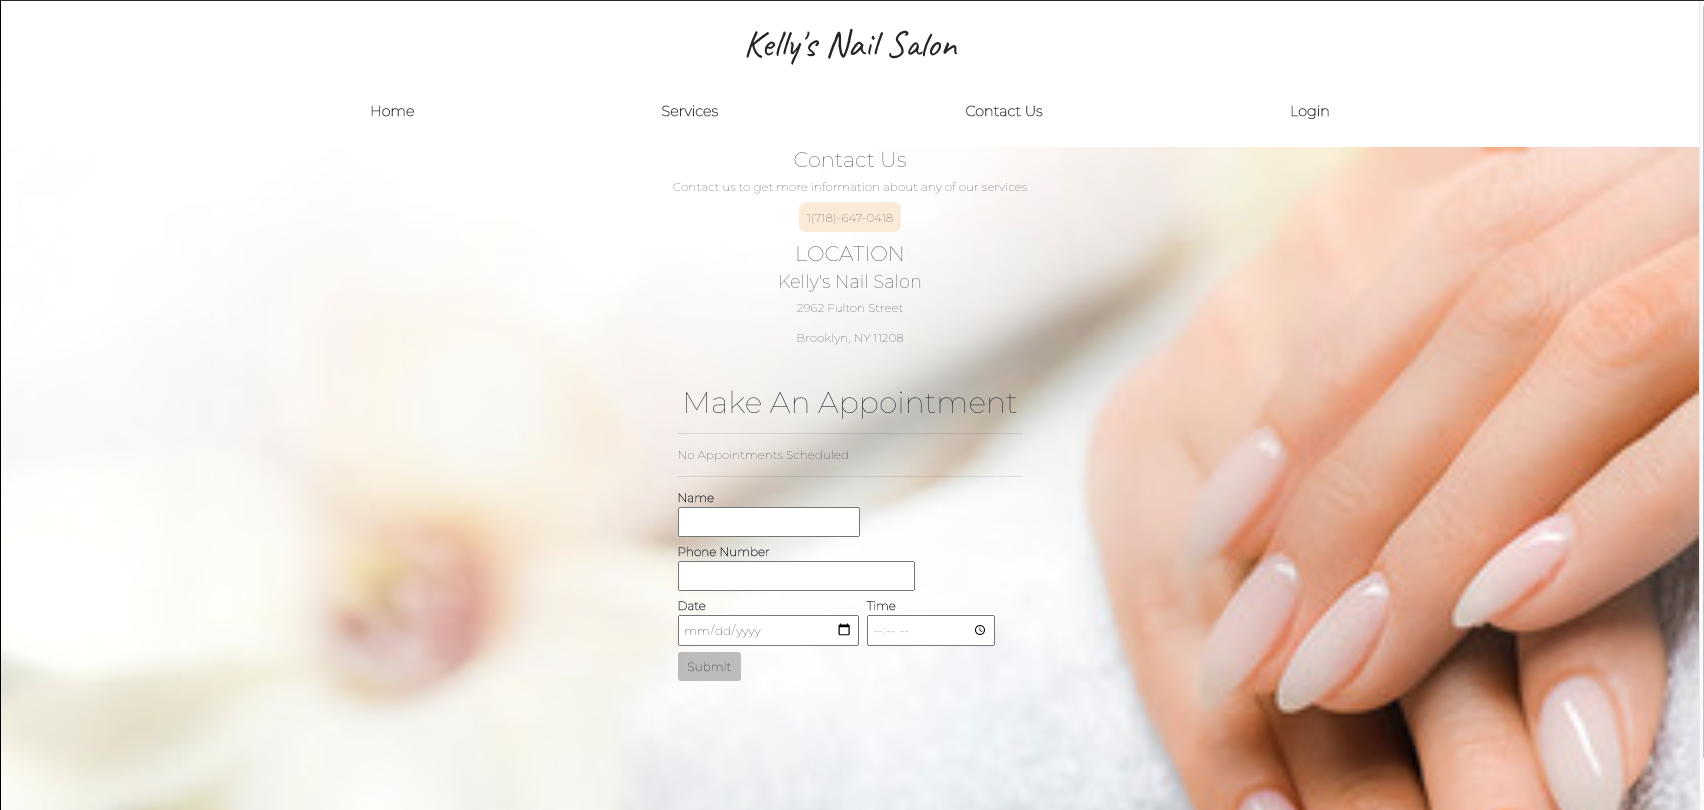 Kelly's Nail Salon
Home Services Contact Us Login
Contact Us
Contact us to get more information about any of our services
1(718)-647-0418
LOCATION
Kelly's Nail Salon
2962 Fulton Street
Brooklyn, NY 11208
Make An Appointment
No Appointments Scheduled
Name
Phone Number
Date Time
mm/dd/yyyy --:-- --
Submit